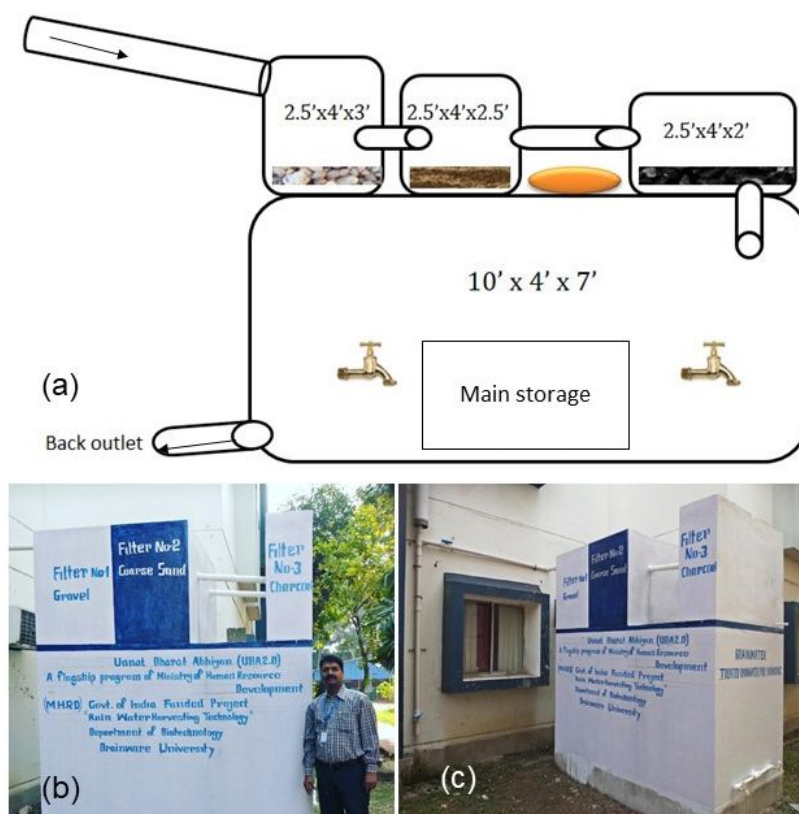 2.5'x4'x3'
2.5'x4'x2.5'
2.5'x4'x2'
10' x 4' x 7'
(a)
Main storage
Back outlet
Filter No1
Gravel
Filter No-2
Coarse Sand
Filter
No-3
Charcoal
Unnat Bharat Abhiyan (UBA2.0)
A flagship program of Ministry of Human Resource
Development
(MHRD) Govt. of India Funded Project
"Rain Water Harvesting Technology"
Department of Biotechnology
Brainware University
(b)
Filter No1
Gravel
Filter No-2
Coarse Sand
Filter
No-3
Charcoal
Unnat Bharat Abhiyan (UBA2.0)
A flagship program of Ministry of Human Resource
Development
(MHRD) Govt. of India Funded Project
Rain Water Harvesting Technology
Department of Biotechnology
Brainware University
TREATED
(c)